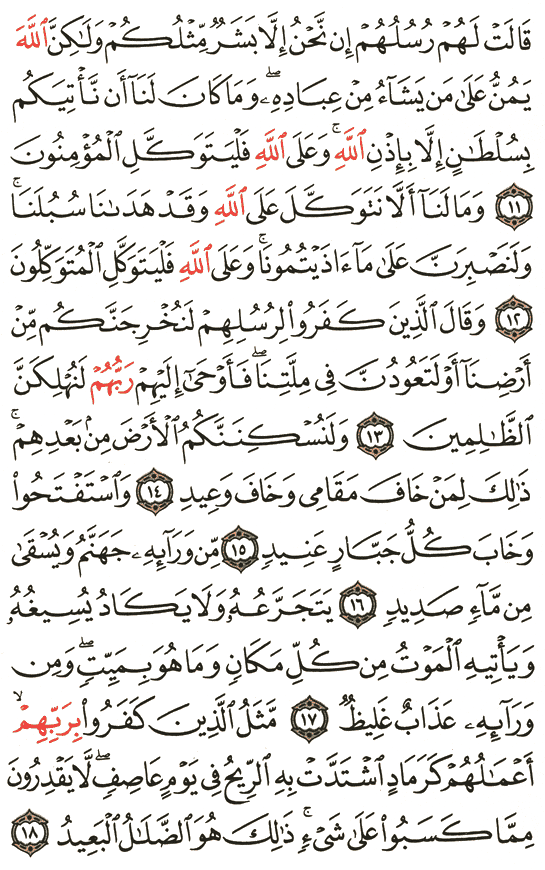 قَالَتْ لَهُمْ رُسُلُهُمْ إِن نَّحْنُ إِلَّا بَشَرٌ مِّثْلُكُمْ وَلَٰكِنَّ ٱللَّهَ
يَمُنُّ عَلَىٰ مَن يَشَآءُ مِنْ عِبَادِهِۦۖ وَمَا كَانَ لَنَآ أَن نَّأْتِيَكُم
بِسُلْطَٰنٍ إِلَّا بِإِذْنِ ٱللَّهِۚ وَعَلَى ٱللَّهِ فَلْيَتَوَكَّلِ ٱلْمُؤْمِنُونَ
١١ وَمَا لَنَآ أَلَّا نَتَوَكَّلَ عَلَى ٱللَّهِ وَقَدْ هَدَىٰنَا سُبُلَنَاۚ
وَلَنَصْبِرَنَّ عَلَىٰ مَآ ءَاذَيْتُمُونَاۚ وَعَلَى ٱللَّهِ فَلْيَتَوَكَّلِ ٱلْمُتَوَكِّلُونَ
١٢ وَقَالَ ٱلَّذِينَ كَفَرُوا۟ لِرُسُلِهِمْ لَنُخْرِجَنَّكُم مِّنْ
أَرْضِنَآ أَوْ لَتَعُودُنَّ فِى مِلَّتِنَاۖ فَأَوْحَىٰٓ إِلَيْهِمْ رَبُّهُمْ لَنُهْلِكَنَّ
ٱلظَّٰلِمِينَ ١٣ وَلَنُسْكِنَنَّكُمُ ٱلْأَرْضَ مِنۢ بَعْدِهِمْۚ
ذَٰلِكَ لِمَنْ خَافَ مَقَامِى وَخَافَ وَعِيدِ ١٤ وَٱسْتَفْتَحُوا۟
وَخَابَ كُلُّ جَبَّارٍ عَنِيدٍ ١٥ مِّن وَرَآئِهِۦ جَهَنَّمُ وَيُسْقَىٰ
مِن مَّآءٍ صَدِيدٍ ١٦ يَتَجَرَّعُهُۥ وَلَا يَكَادُ يُسِيغُهُۥ
وَيَأْتِيهِ ٱلْمَوْتُ مِن كُلِّ مَكَانٍ وَمَا هُوَ بِمَيِّتٍۖ وَمِن
وَرَآئِهِۦ عَذَابٌ غَلِيظٌ ١٧ مَّثَلُ ٱلَّذِينَ كَفَرُوا۟ بِرَبِّهِمْۖ
أَعْمَٰلُهُمْ كَرَمَادٍ ٱشْتَدَّتْ بِهِ ٱلرِّيحُ فِى يَوْمٍ عَاصِفٍۖ لَّا يَقْدِرُونَ
مِمَّا كَسَبُوا۟ عَلَىٰ شَىْءٍۚ ذَٰلِكَ هُوَ ٱلضَّلَٰلُ ٱلْبَعِيدُ ١٨